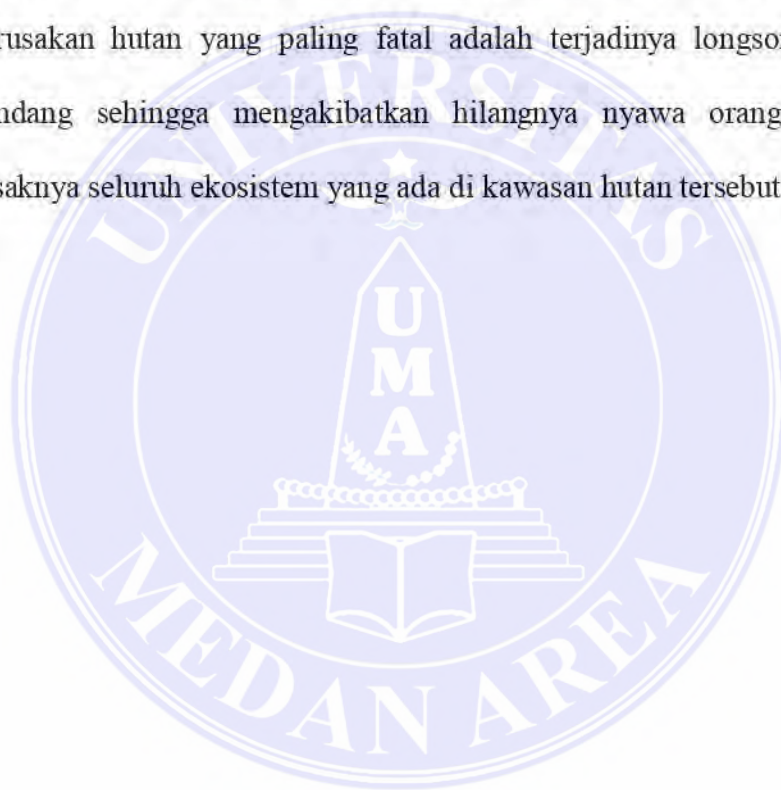 rusakan hutan yang paling fatal adalah terjadinya longso
ndang sehingga mengakibatkan hilangnya nyawa orang
saknya seluruh ekosistem yang ada di kawasan hutan tersebut
UNIVERSITAS
U
M
A
MEDAN AREA